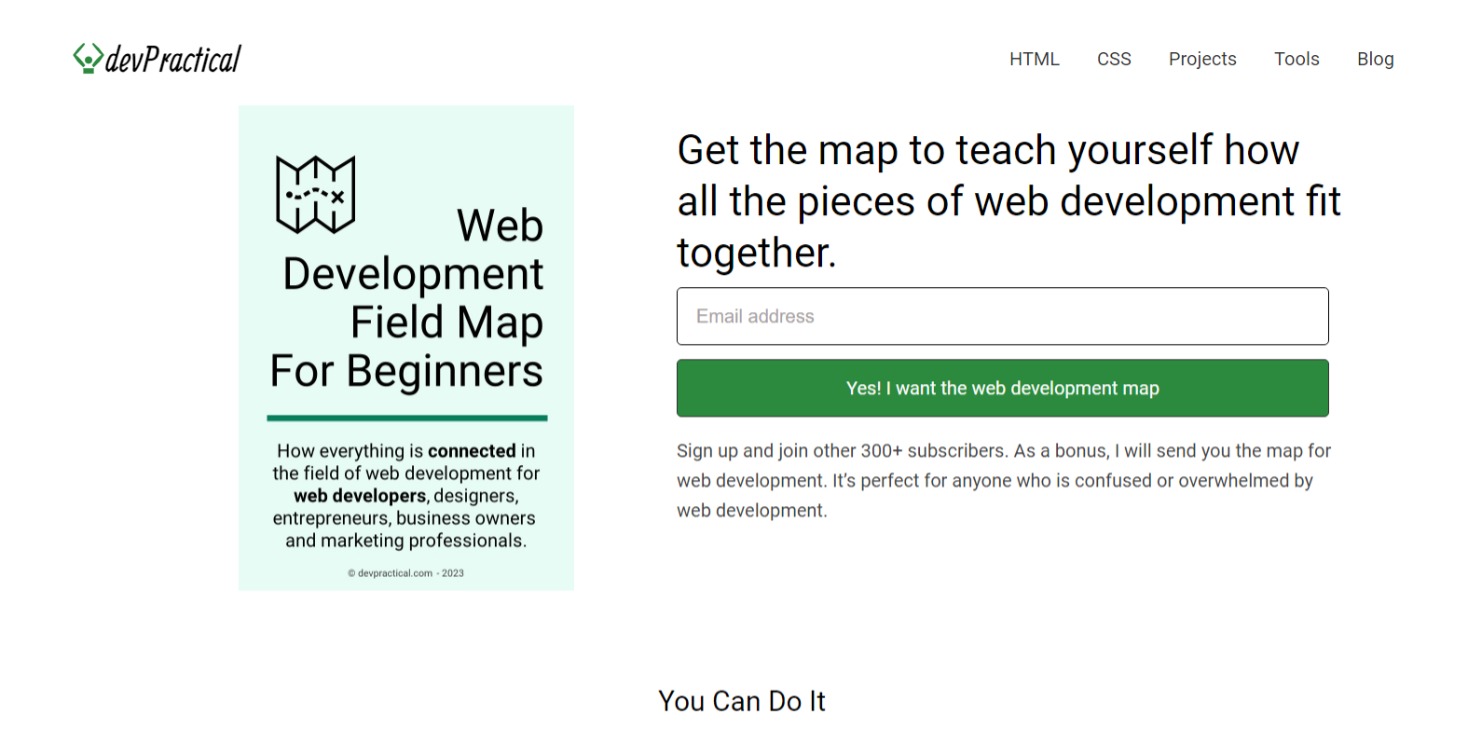 devPractical
HTML CSS Projects Tools Blog
Web
Development
Field Map
For Beginners
How everything is connected in
the field of web development for
web developers, designers,
entrepreneurs, business owners
and marketing professionals.
© devpractical.com - 2023
Get the map to teach yourself how
all the pieces of web development fit
together.
Email address
Yes! I want the web development map
Sign up and join other 300+ subscribers. As a bonus, I will send you the map for
web development. It’s perfect for anyone who is confused or overwhelmed by
web development.
You Can Do It